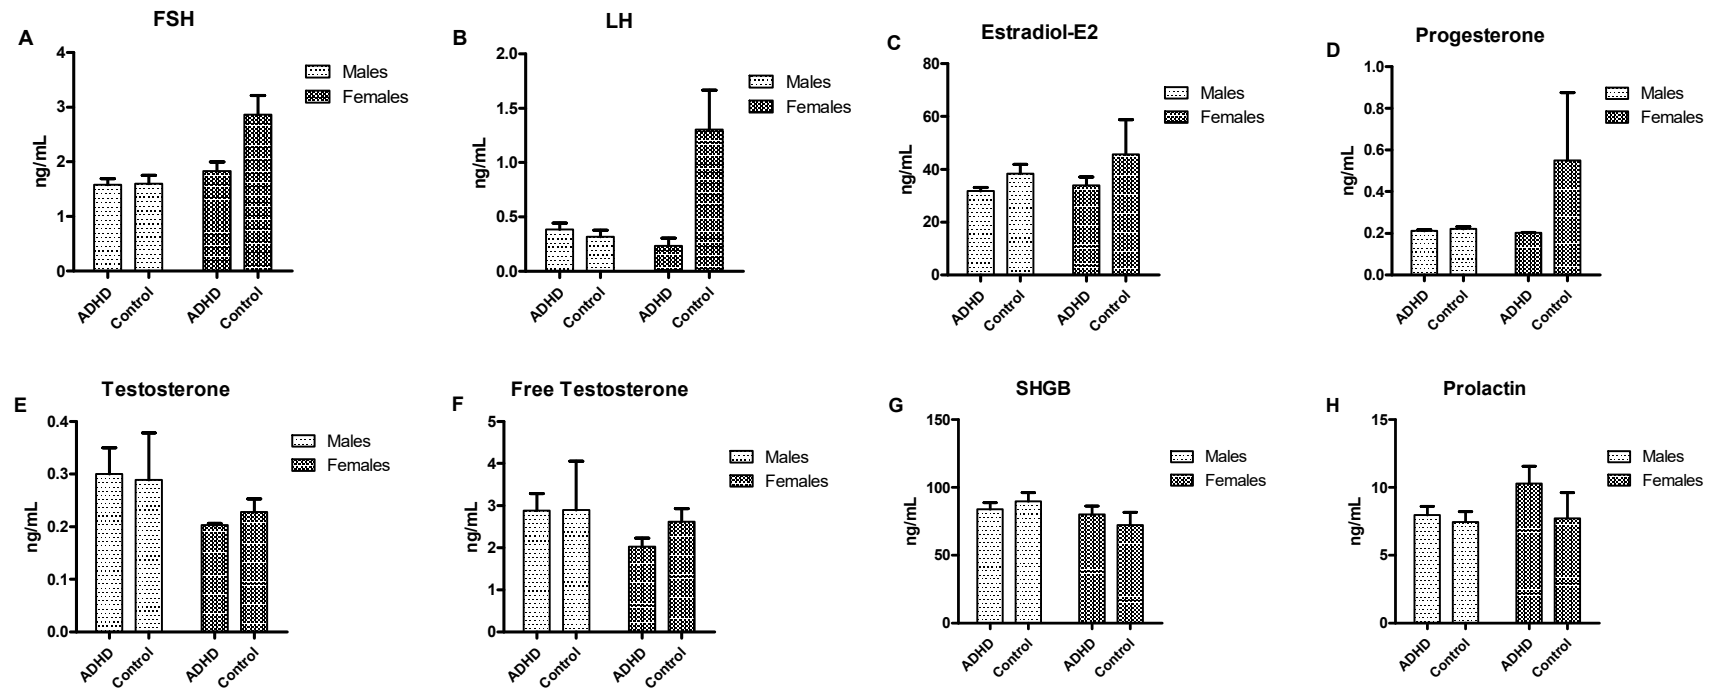 A
FSH
4
3
2
1
0
ng/mL
ADHD
Control
ADHD
Control
Males
Females
B
LH
2.0
1.5
1.0
0.5
0.0
ng/mL
ADHD
Control
ADHD
Control
Males
Females
C
Estradiol-E2
80
60
40
20
0
ng/mL
ADHD
Control
ADHD
Control
Males
Females
D
Progesterone
1.0
0.8
0.6
0.4
0.2
0.0
ng/mL
ADHD
Control
ADHD
Control
Males
Females
E
Testosterone
0.4
0.3
0.2
0.1
0.0
ng/mL
ADHD
Control
ADHD
Control
Males
Females
F
Free Testosterone
5
4
3
2
1
0
ng/mL
ADHD
Control
ADHD
Control
Males
Females
G
SHGB
150
100
50
0
ng/mL
ADHD
Control
ADHD
Control
Males
Females
H
Prolactin
15
10
5
0
ng/mL
ADHD
Control
ADHD
Control
Males
Females